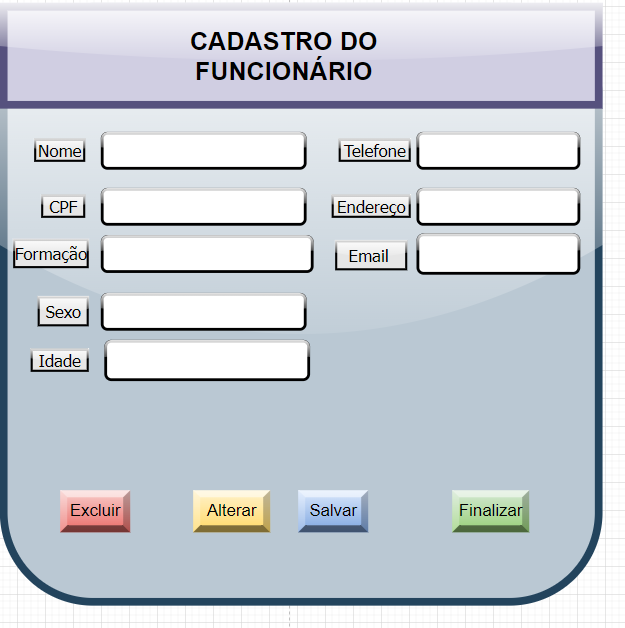 CADASTRO DO
FUNCIONÁRIO
Nome
Telefone
CPF
Endereço
Formação
Email
Sexo
Idade
Excluir
Alterar
Salvar
Finalizar